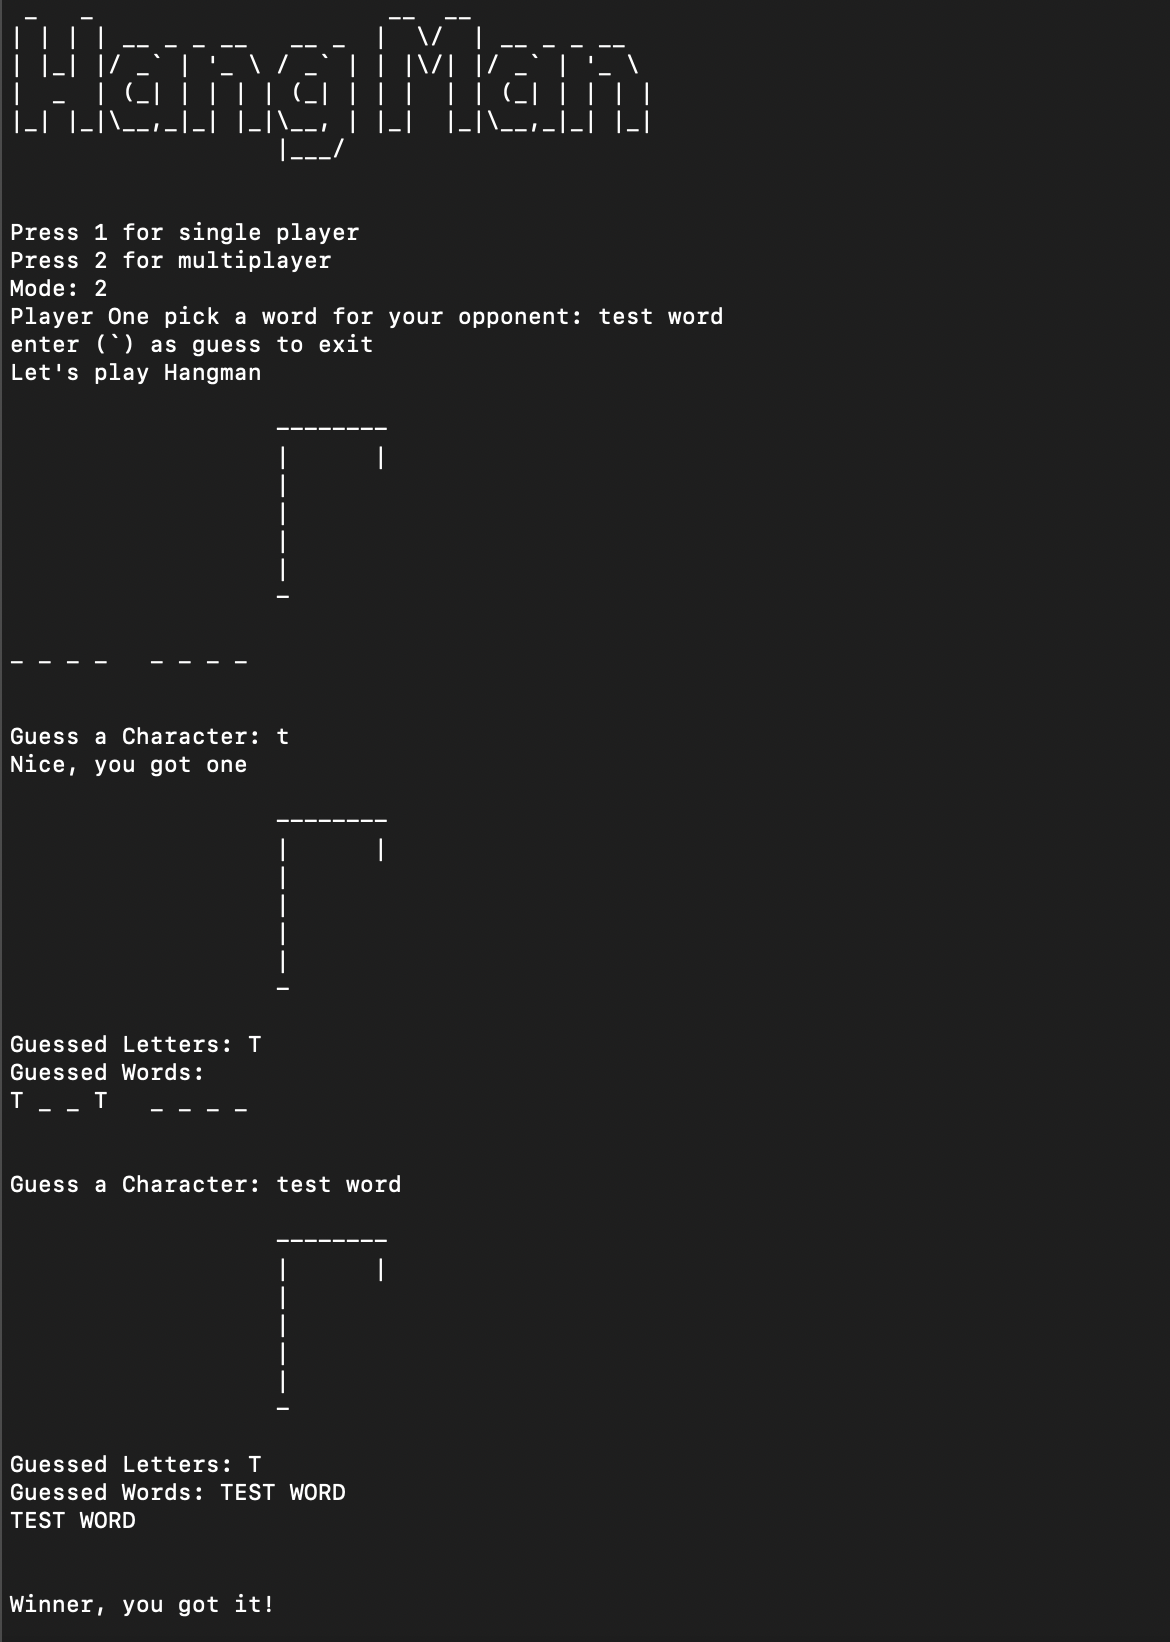 Hang Man
Press 1 for single player
Press 2 for multiplayer
Mode: 2
Player One pick a word for your opponent: test word
enter (`) as guess to exit
Let's play Hangman
_ _ _ _   _ _ _ _
Guess a Character: t
Nice, you got one
Guessed Letters: T
Guessed Words:
T _ _ T   _ _ _ _
Guess a Character: test word
Guessed Letters: T
Guessed Words: TEST WORD
TEST WORD
Winner, you got it!